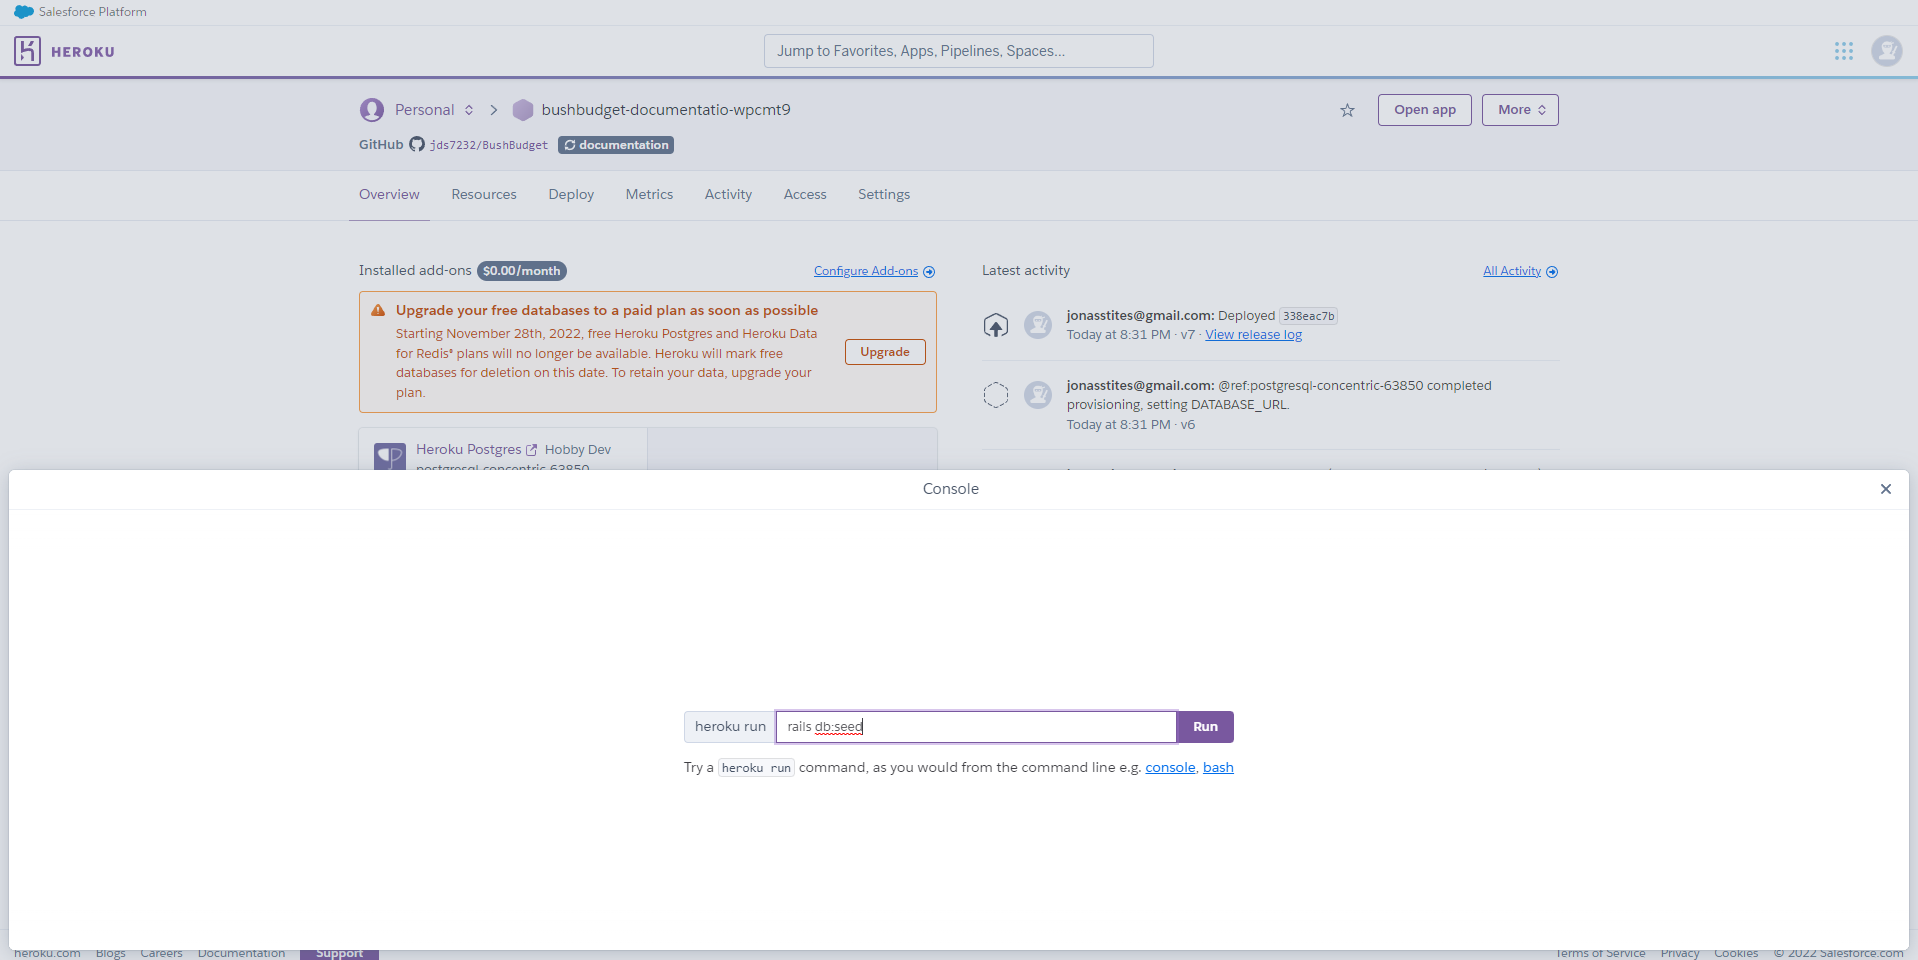 Salesforce Platform
HEROKU
Jump to Favorites, Apps, Pipelines, Spaces...
Personal
bushbudget-documentatio-wpcmt9
Open app
More
GitHub jds7232/BushBudget documentation
Overview
Resources
Deploy
Metrics
Activity
Access
Settings
Installed add-ons $0.00/month
Configure Add-ons
Upgrade your free databases to a paid plan as soon as possible
Starting November 28th, 2022, free Heroku Postgres and Heroku Data
for Redis® plans will no longer be available. Heroku will mark free
databases for deletion on this date. To retain your data, upgrade your
plan.
Upgrade
Heroku Postgres Hobby Dev
postgresql-concentric-63850
Latest activity
All Activity
jonasstites@gmail.com: Deployed 338eac7b
Today at 8:31 PM · v7 · View release log
jonasstites@gmail.com: @ref:postgresql-concentric-63850 completed
provisioning, setting DATABASE_URL.
Today at 8:31 PM · v6
Console
heroku run
rails db:seed
Run
Try a heroku run command, as you would from the command line e.g. console, bash
heroku.com
Blogs
Careers
Documentation
Support
Terms of Service
Privacy
Cookies
© 2022 Salesforce.com